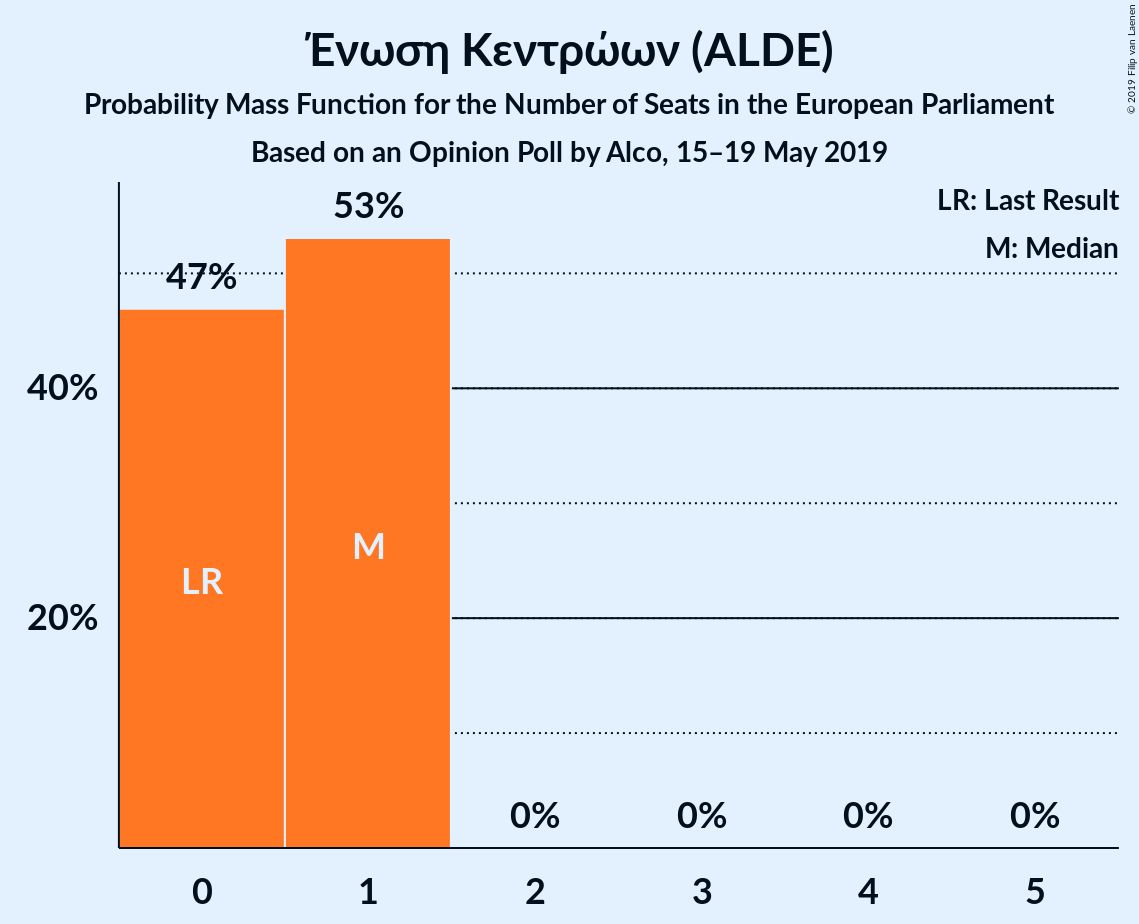 Ένωση Κεντρώων (ALDE)
Probability Mass Function for the Number of Seats in the European Parliament
Based on an Opinion Poll by Alco, 15–19 May 2019
© 2019 Filip van Laenen
LR: Last Result
M: Median
53%
47%
40%
20%
LR
M
0% 0% 0% 0%
0 1 2 3 4 5